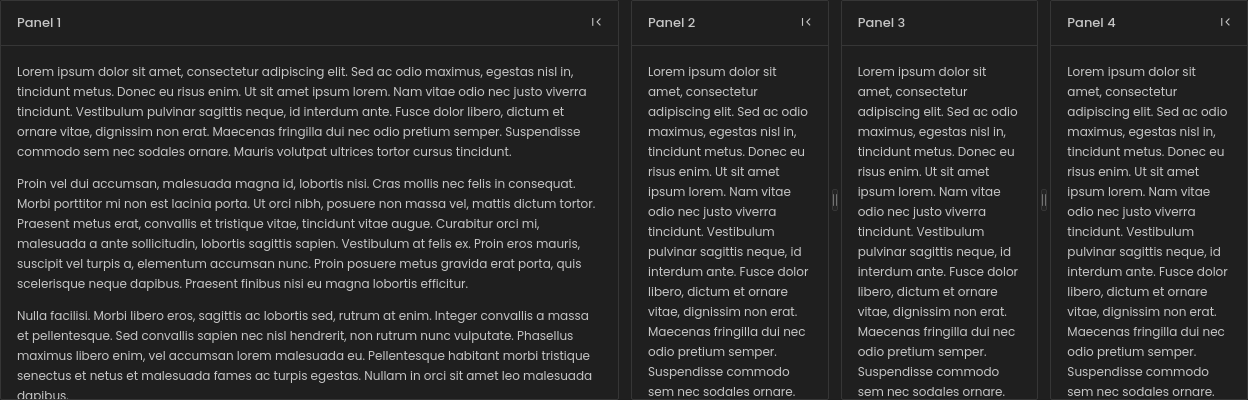 Panel 1
Lorem ipsum dolor sit amet, consectetur adipiscing elit. Sed ac odio maximus, egestas nisl in,
tincidunt metus. Donec eu risus enim. Ut sit amet ipsum lorem. Nam vitae odio nec justo viverra
tincidunt. Vestibulum pulvinar sagittis neque, id interdum ante. Fusce dolor libero, dictum et
ornare vitae, dignissim non erat. Maecenas fringilla dui nec odio pretium semper. Suspendisse
commodo sem nec sodales ornare. Mauris volutpat ultrices tortor cursus tincidunt.
Proin vel dui accumsan, malesuada magna id, lobortis nisi. Cras mollis nec felis in consequat.
Morbi porttitor mi non est lacinia porta. Ut orci nibh, posuere non massa vel, mattis dictum tortor.
Praesent metus erat, convallis et tristique vitae, tincidunt vitae augue. Curabitur orci mi,
malesuada a ante sollicitudin, lobortis sagittis sapien. Vestibulum at felis ex. Proin eros mauris,
suscipit vel turpis a, elementum accumsan nunc. Proin posuere metus gravida erat porta, quis
scelerisque neque dapibus. Praesent finibus nisi eu magna lobortis efficitur.
Nulla facilisi. Morbi libero eros, sagittis ac lobortis sed, rutrum at enim. Integer convallis a massa
et pellentesque. Sed convallis sapien nec nisl hendrerit, non rutrum nunc vulputate. Phasellus
maximus libero enim, vel accumsan lorem malesuada eu. Pellentesque habitant morbi tristique
senectus et netus et malesuada fames ac turpis egestas. Nullam in orci sit amet leo malesuada
dapibus.
Panel 2
Lorem ipsum dolor sit
amet, consectetur
adipiscing elit. Sed ac odio
maximus, egestas nisl in,
tincidunt metus. Donec eu
risus enim. Ut sit amet
ipsum lorem. Nam vitae
odio nec justo viverra
tincidunt. Vestibulum
pulvinar sagittis neque, id
interdum ante. Fusce dolor
libero, dictum et ornare
vitae, dignissim non erat.
Maecenas fringilla dui nec
odio pretium semper.
Suspendisse commodo
sem nec sodales ornare.
Panel 3
Lorem ipsum dolor sit
amet, consectetur
adipiscing elit. Sed ac odio
maximus, egestas nisl in,
tincidunt metus. Donec eu
risus enim. Ut sit amet
ipsum lorem. Nam vitae
odio nec justo viverra
tincidunt. Vestibulum
pulvinar sagittis neque, id
interdum ante. Fusce dolor
libero, dictum et ornare
vitae, dignissim non erat.
Maecenas fringilla dui nec
odio pretium semper.
Suspendisse commodo
sem nec sodales ornare.
Panel 4
Lorem ipsum dolor sit
amet, consectetur
adipiscing elit. Sed ac odio
maximus, egestas nisl in,
tincidunt metus. Donec eu
risus enim. Ut sit amet
ipsum lorem. Nam vitae
odio nec justo viverra
tincidunt. Vestibulum
pulvinar sagittis neque, id
interdum ante. Fusce dolor
libero, dictum et ornare
vitae, dignissim non erat.
Maecenas fringilla dui nec
odio pretium semper.
Suspendisse commodo
sem nec sodales ornare.